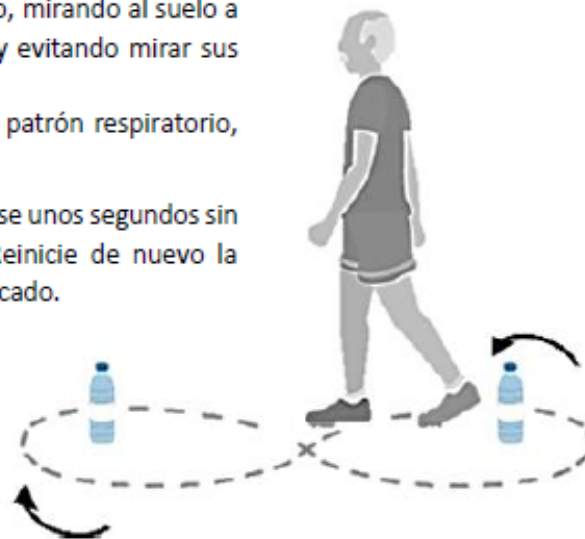 o, mirando al suelo a
y evitando mirar sus
patrón respiratorio,
se unos segundos sin
Reinicie de nuevo la
cado.